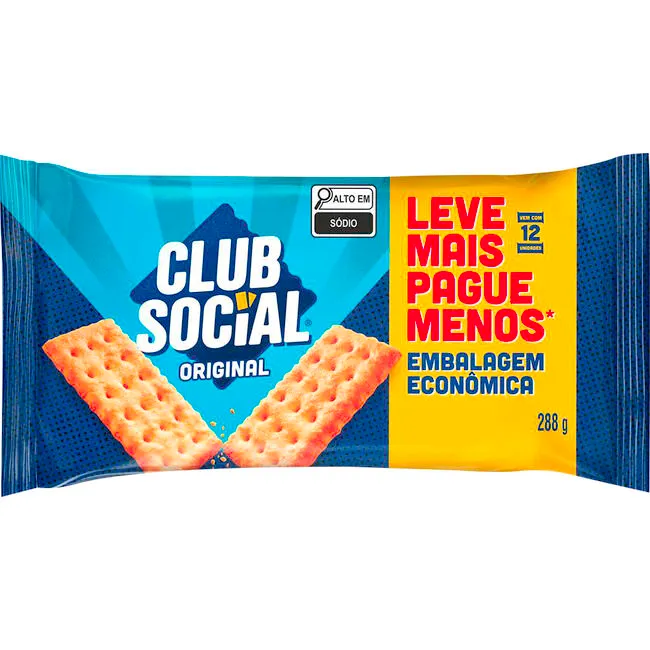 ALTO EM
SÓDIO
CLUB
SOCIAL®
ORIGINAL
LEVE
MAIS
PAGUE
MENOS*
VEM COM
12
UNIDADES
EMBALAGEM
ECONÔMICA
288 g